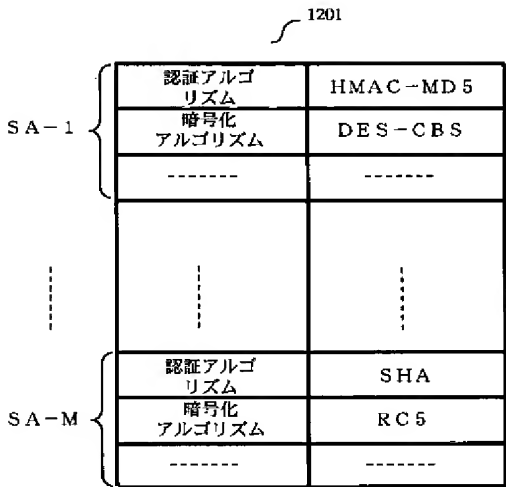 1201
認証アルゴ
リズム
HMAC-MD5
SA-1
暗号化
アルゴリズム
DES-CBS
認証アルゴ
リズム
SHA
SA-M
暗号化
アルゴリズム
RC5